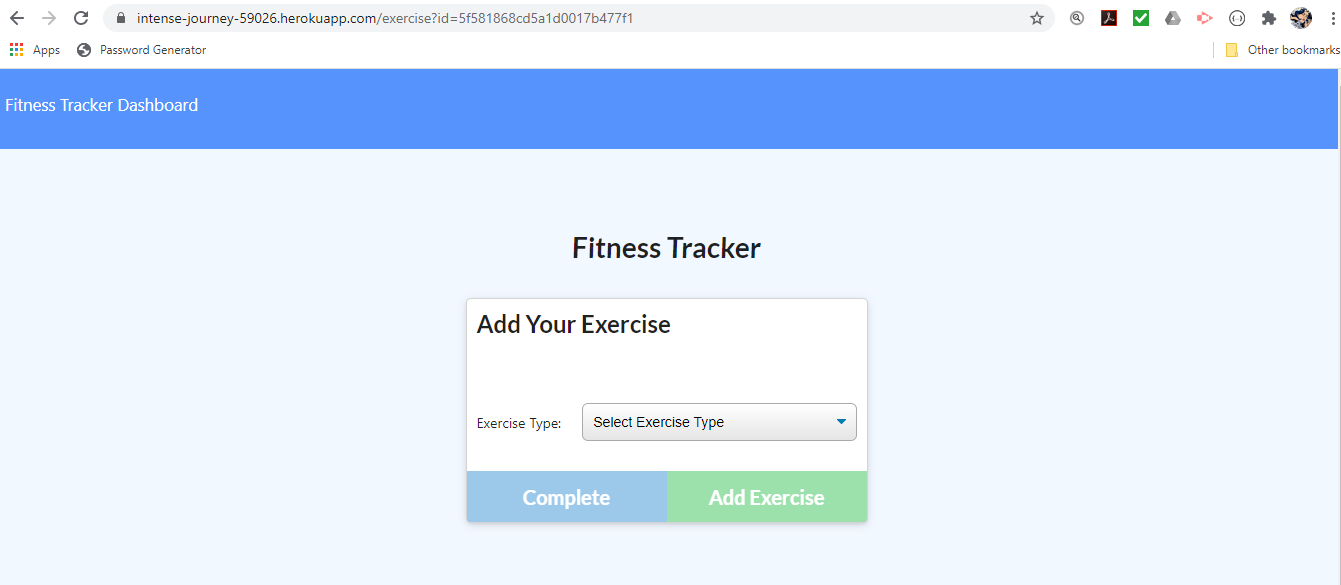 intense-journey-59026.herokuapp.com/exercise?id=5f581868cd5a1d0017b477f1
Apps Password Generator Other bookmarks
Fitness Tracker Dashboard
Fitness Tracker
Add Your Exercise
Exercise Type: Select Exercise Type
Complete Add Exercise